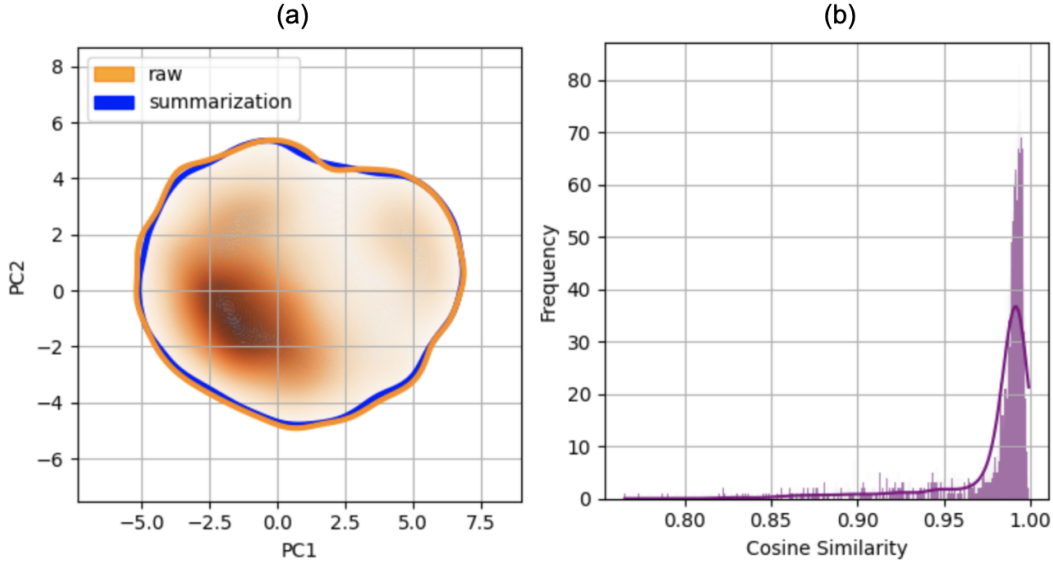 (a)
raw
summarization
8
6
4
2
0
−2
−4
−6
PC2
−5.0 −2.5 0.0 2.5 5.0 7.5
PC1
(b)
80
70
60
50
40
30
20
10
0
Frequency
0.80 0.85 0.90 0.95 1.00
Cosine Similarity